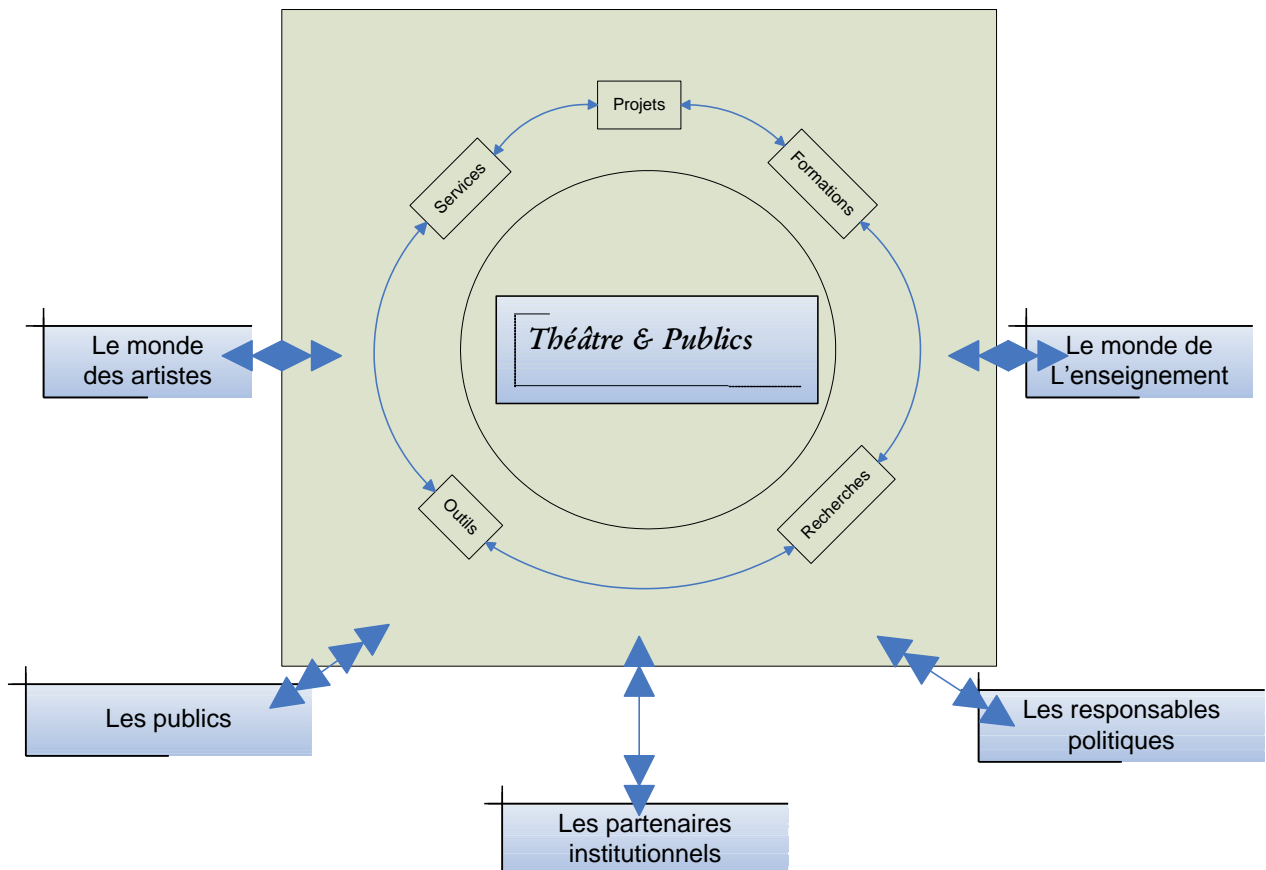 Projets
Services
Formations
Théâtre & Publics
Le monde
des artistes
Le monde de
L'enseignement
Outils
Recherches
Les publics
Les responsables
politiques
Les partenaires
institutionnels